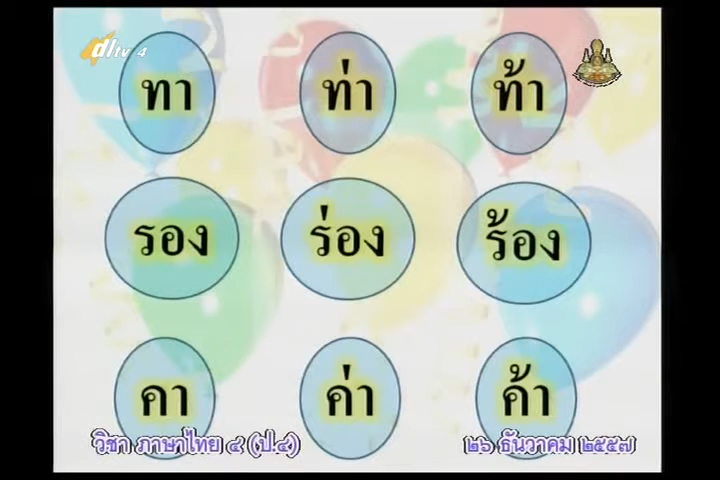 dltv 4
ทา ท่า ท้า
รอง ร่อง ร้อง
คา ค่า ค้า
วิชา ภาษาไทย ๔ (ป.๔) ๒๖ ธันวาคม ๒๕๕๗